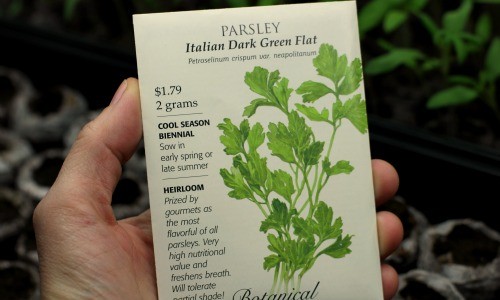 PARSLEY
Italian Dark Green Flat
Petroselinum crispum var. neapolitanum
$1.79
2 grams
COOL SEASON
BIENNIAL
Sow in
early spring or
late summer
HEIRLOOM
Prized by
gourmets as
the most
flavorful of all
parsleys. Very
high nutritional
value and
freshens breath.
Will tolerate
partial shade!
Botanical